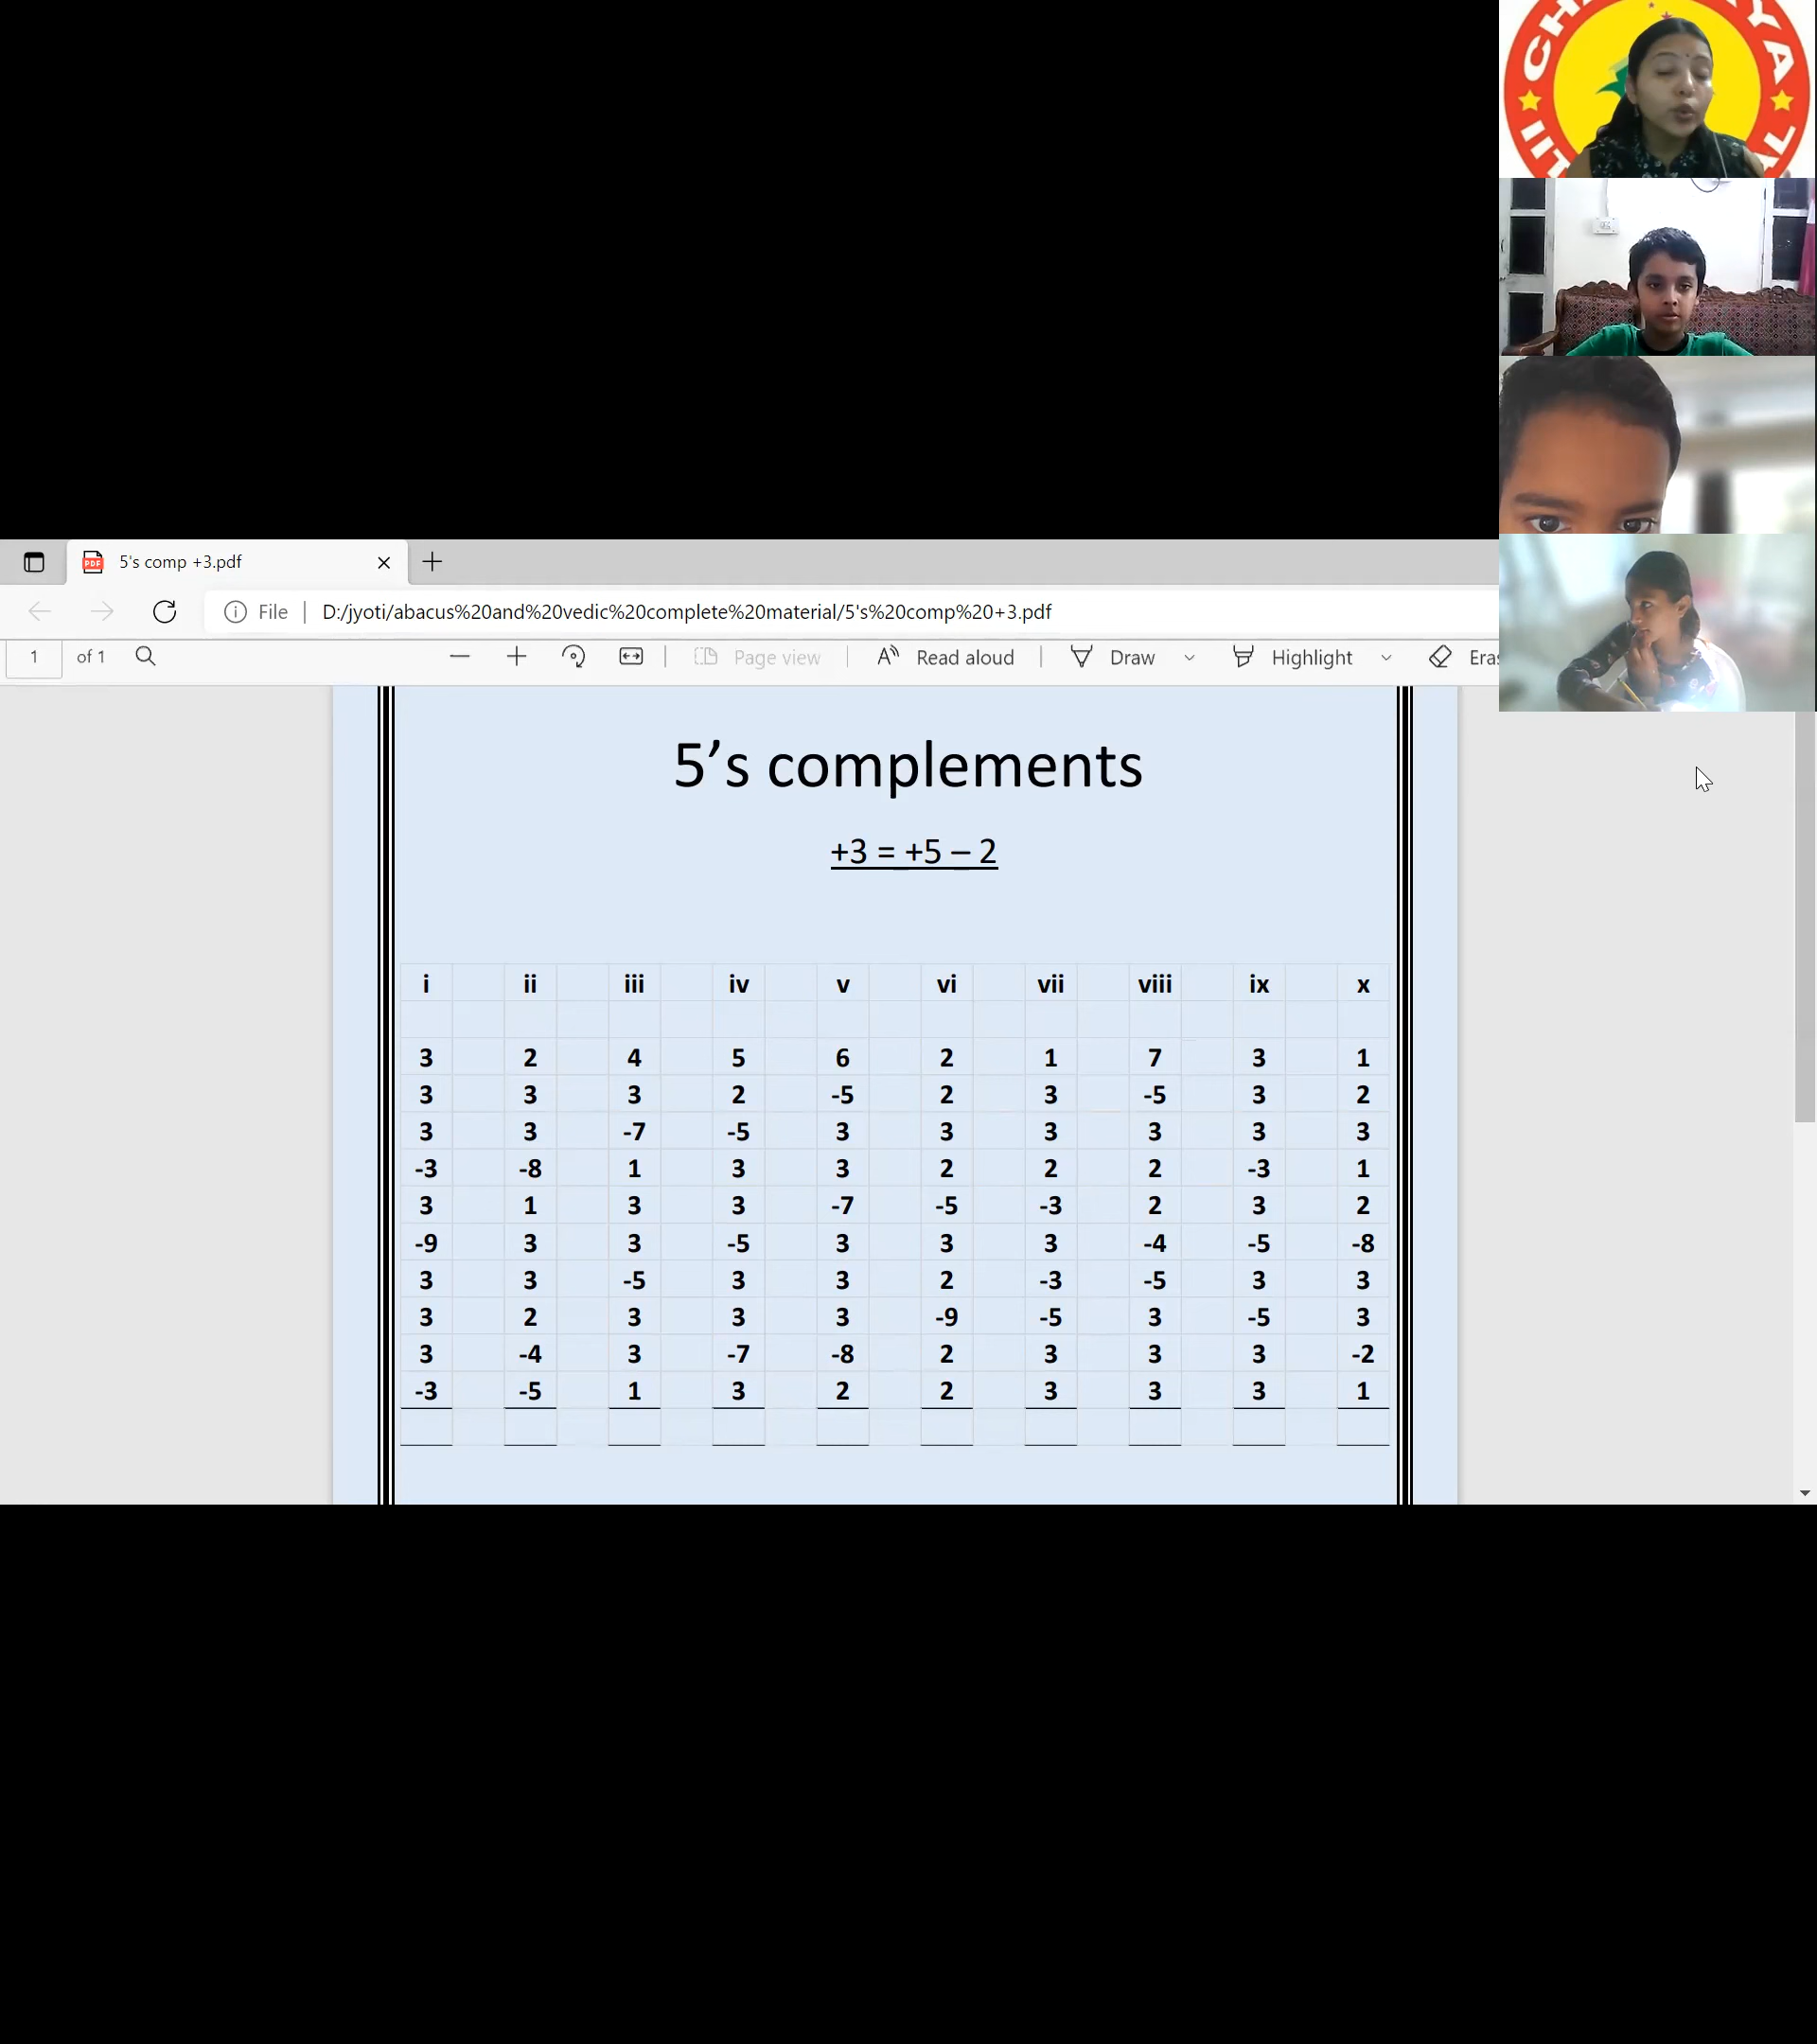 5's comp +3.pdf
File D:/jyoti/abacus%20and%20vedic%20complete%20material/5's%20comp%20+3.pdf
1 of 1 Page view Read aloud Draw Highlight
5’s complements
+3 = +5 – 2
i ii iii iv v vi vii viii ix x
3 2 4 5 6 2 1 7 3 1
3 3 3 2 -5 2 3 -5 3 2
3 3 -7 -5 3 3 3 3 3 3
-3 -8 1 3 3 2 2 2 -3 1
3 1 3 3 -7 -5 -3 2 3 2
-9 3 3 -5 3 3 3 -4 -5 -8
3 3 -5 3 3 2 -3 -5 3 3
3 2 3 3 3 -9 -5 3 -5 3
3 -4 3 -7 -8 2 3 3 3 -2
-3 -5 1 3 2 2 3 3 3 1